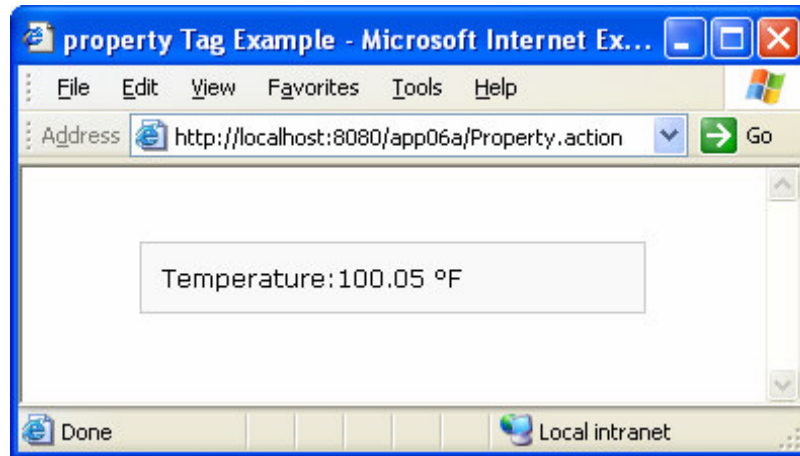 property Tag Example - Microsoft Internet Ex...
File Edit View Favorites Tools Help
Address http://localhost:8080/app06a/Property.action Go
Temperature:100.05 ºF
Done Local intranet